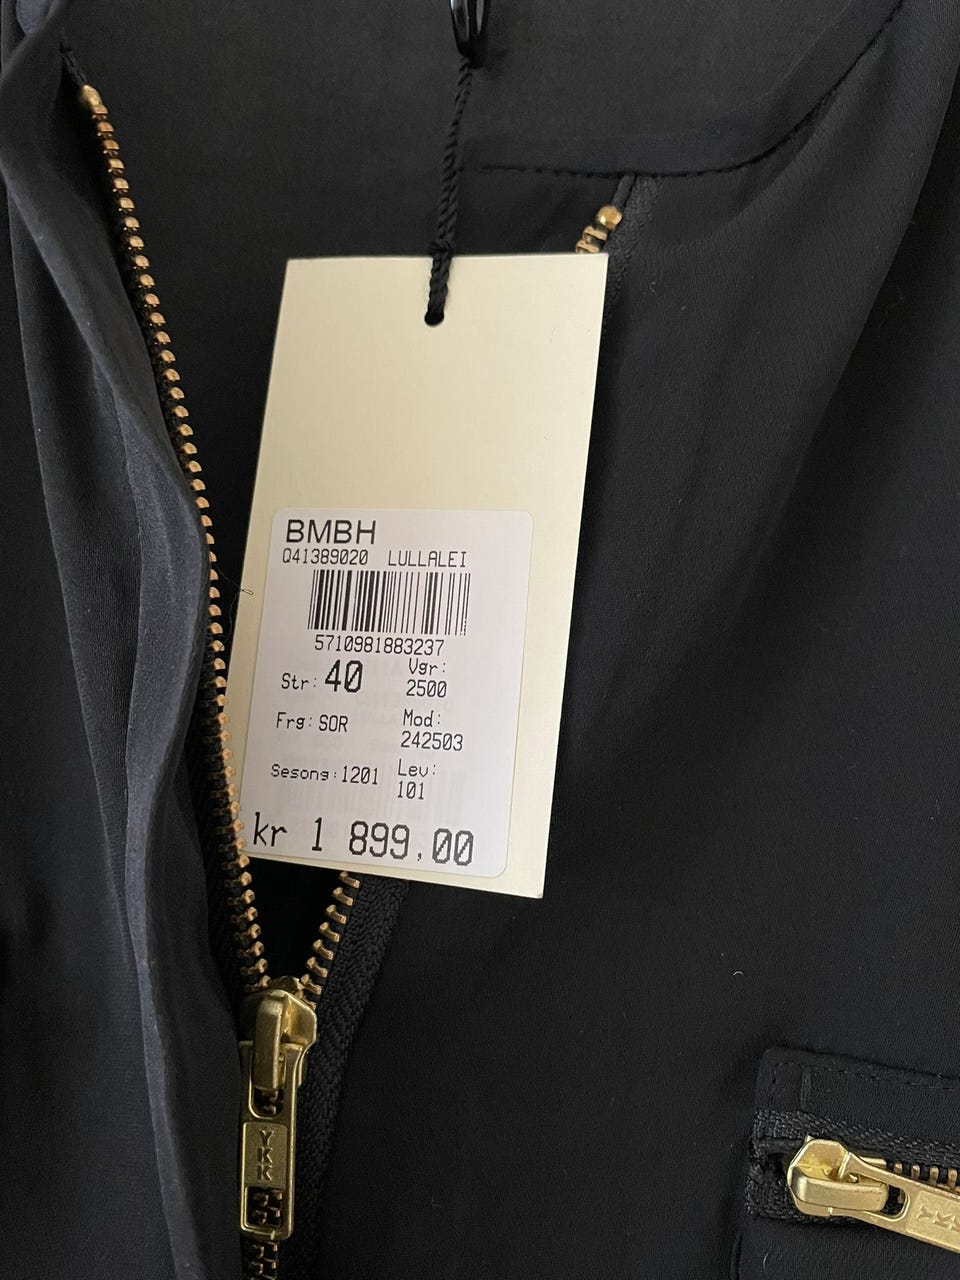 BMBH
Q41389020 LULLALEI
5710981883237
Str: 40 Vgr: 2500
Frg: SOR Mod: 242503
Sesong: 1201 Lev: 101
kr 1 899,00
YKK
YKK